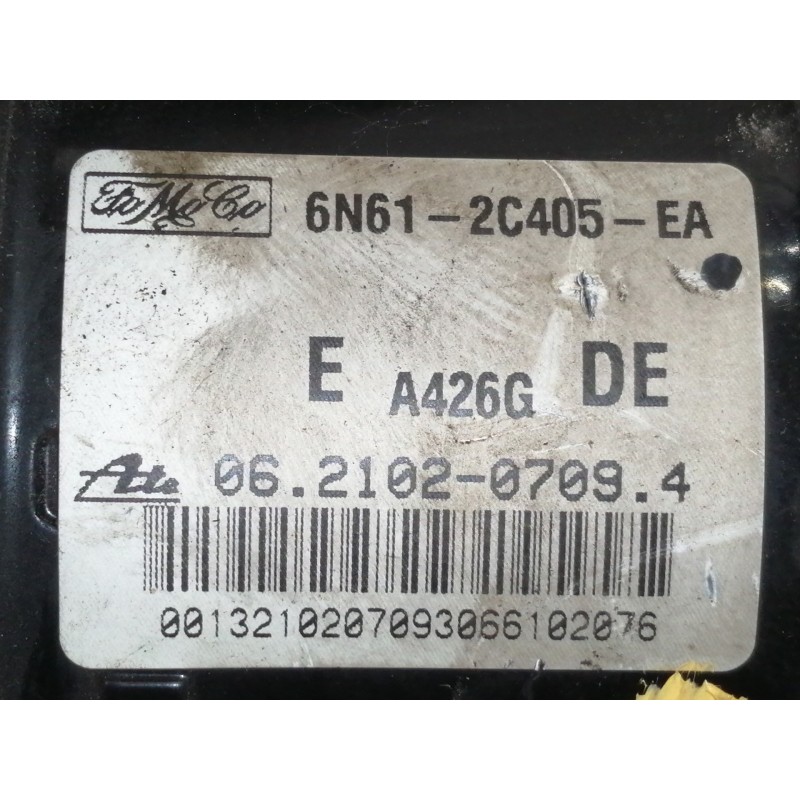 FoMoCo 6N61-2C405-EA
E A426G DE
Ate 06.2102-0709.4
0013210207093066102076